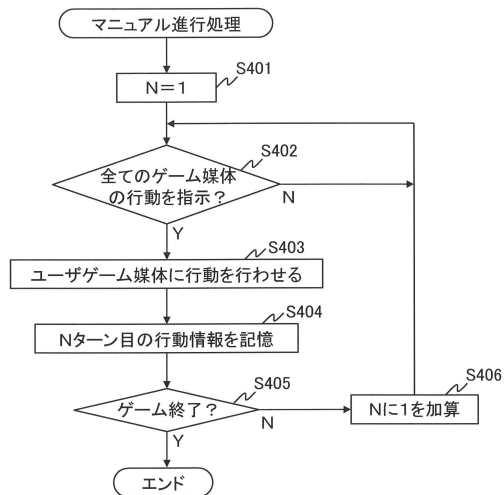 マニュアル進行処理
S401
N=1
S402
全てのゲーム媒体
の行動を指示?
N
Y
S403
ユーザゲーム媒体に行動を行わせる
S404
Nターン目の行動情報を記憶
S405
ゲーム終了?
N
S406
Nに1を加算
Y
エンド